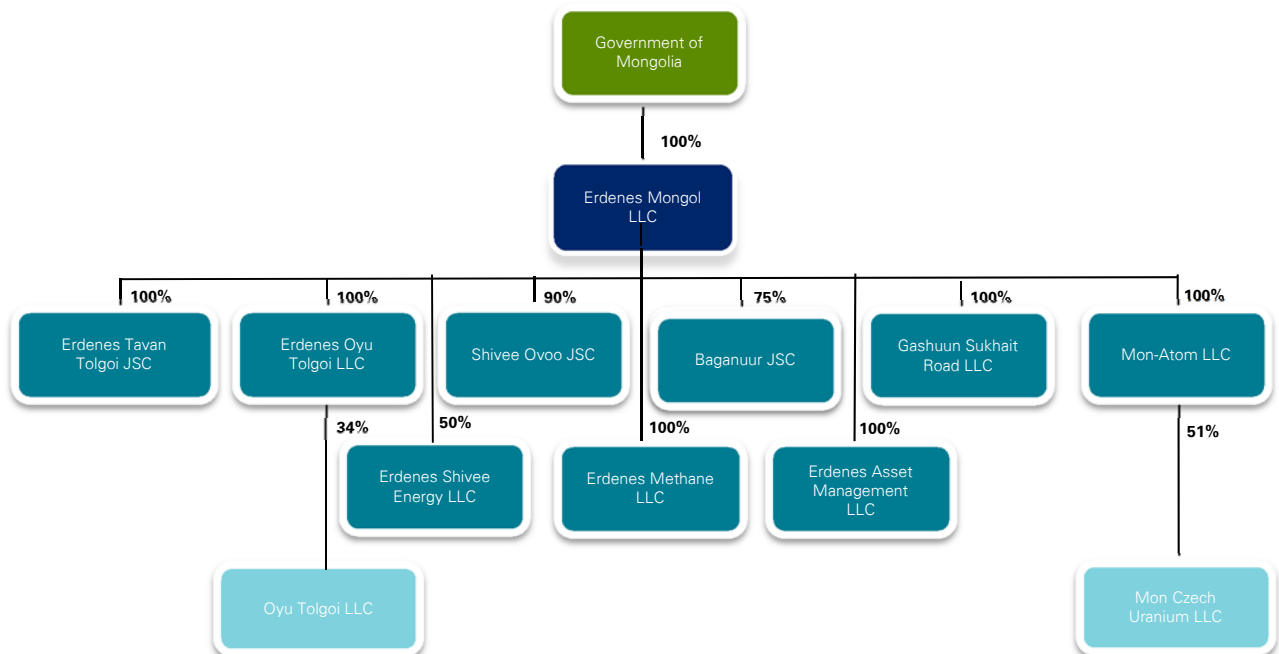 Government of
Mongolia
100%
Erdenes Mongol
LLC
100%
100%
90%
75%
100%
100%
Erdenes Tavan
Tolgoi JSC
Erdenes Oyu
Tolgoi LLC
Shivee Ovoo JSC
Baganuur JSC
Gashuun Sukhait
Road LLC
Mon-Atom LLC
34%
50%
100%
100%
51%
Erdenes Shivee
Energy LLC
Erdenes Methane
LLC
Erdenes Asset
Management
LLC
Oyu Tolgoi LLC
Mon Czech
Uranium LLC